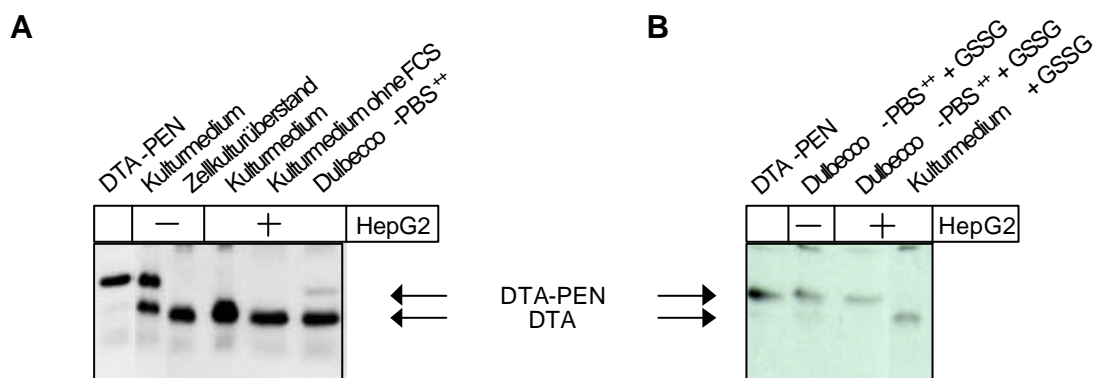 A
DTA-PEN
Kulturmedium
Zellkulturüberstand
Kulturmedium
Kulturmedium ohne FCS
Dulbecco -PBS++
− + HepG2
B
DTA-PEN
Dulbecco -PBS++ + GSSG
Dulbecco -PBS++ + GSSG
Kulturmedium + GSSG
− + HepG2
DTA-PEN
DTA